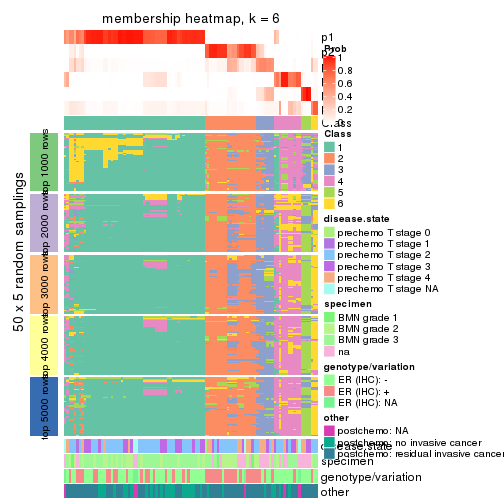 membership heatmap, k = 6
p1
p2
Prob
1
0.8
0.6
0.4
0.2
0
Class
Class
1
2
3
4
5
6
50 x 5 random samplings
top 1000 rows
top 2000 rows
top 3000 rows
top 4000 rows
top 5000 rows
disease.state
prechemo T stage 0
prechemo T stage 1
prechemo T stage 2
prechemo T stage 3
prechemo T stage 4
prechemo T stage NA
specimen
BMN grade 1
BMN grade 2
BMN grade 3
na
genotype/variation
ER (IHC): -
ER (IHC): +
ER (IHC): NA
other
postchemo: NA
postchemo: no invasive cancer
postchemo: residual invasive cancer
disease.state
specimen
genotype/variation
other